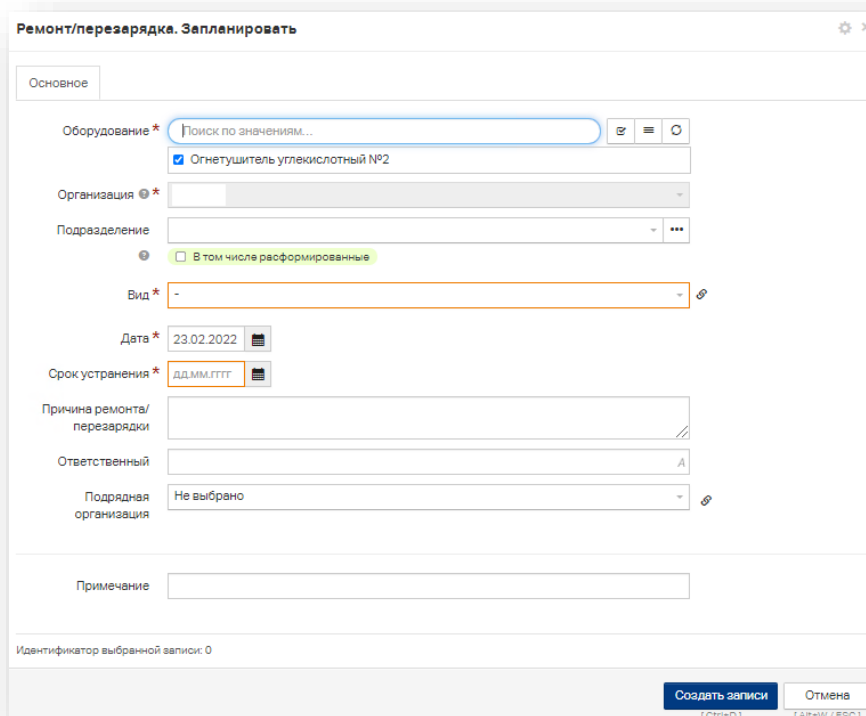 Ремонт/перезарядка. Запланировать
Основное
Оборудование *
Поиск по значениям...
Огнетушитель углекислотный №2
Организация *
Подразделение
В том числе расформированные
Вид * -
Дата * 23.02.2022
Срок устранения * дд.мм.гггг
Причина ремонта/
перезарядки
Ответственный
A
Подрядная
организация
Не выбрано
Примечание
Идентификатор выбранной записи: 0
Создать записи
Отмена